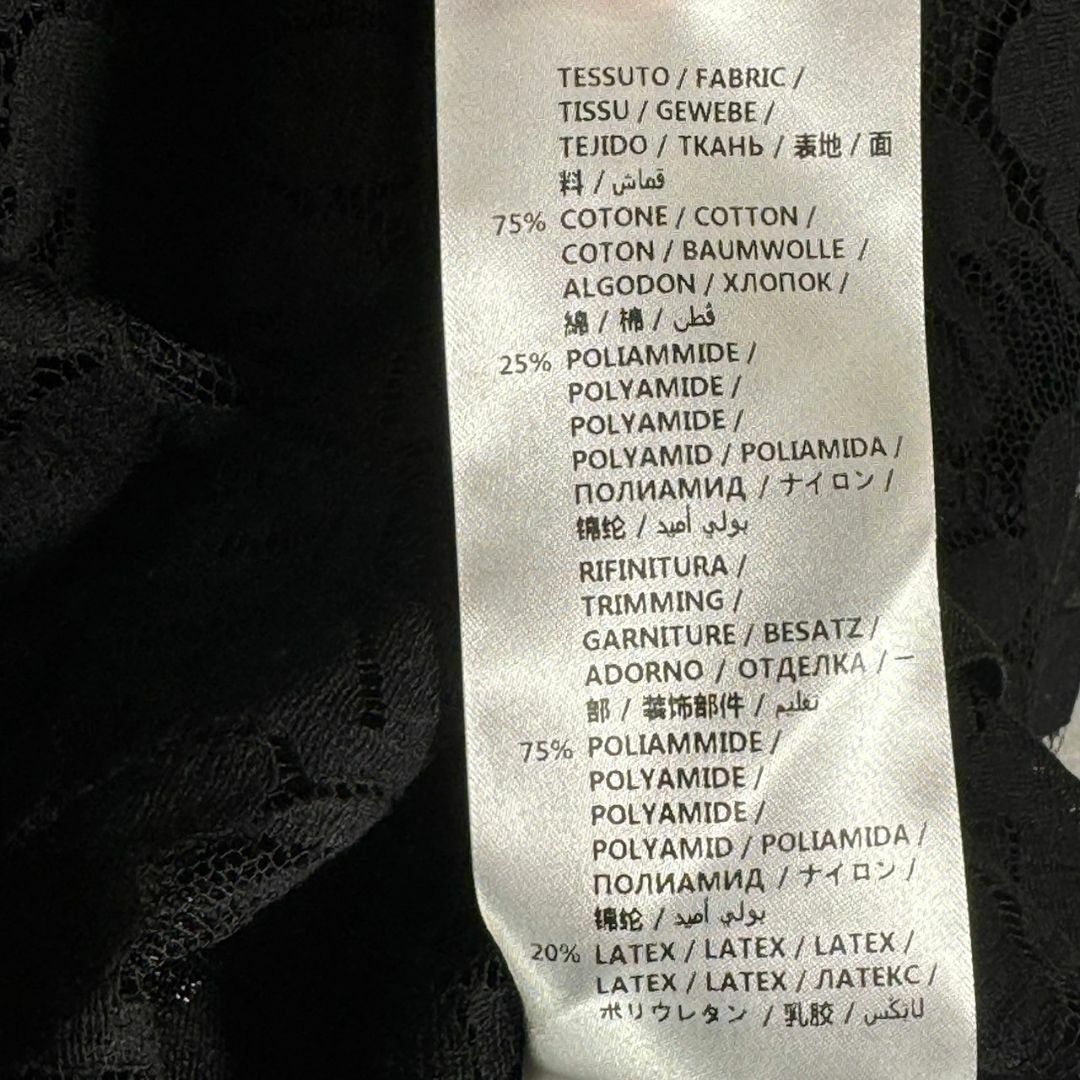 TESSUTO / FABRIC /
TISSU / GEWEBE /
TEJIDO / ТКАНЬ / 表地 / 面
料 / قماش
75% COTONE / COTTON /
COTON / BAUMWOLLE /
ALGODON / ХЛОПОК /
綿 / 棉 / قطن
25% POLIAMMIDE /
POLYAMIDE /
POLYAMIDE /
POLYAMID / POLIAMIDA /
ПОЛИАМИД / ナイロン /
锦纶 / بولي أميد
RIFINITURA /
TRIMMING /
GARNITURE / BESATZ /
ADORNO / ОТДЕЛКА / 一
部 / 装饰部件 / تقليم
75% POLIAMMIDE /
POLYAMIDE /
POLYAMIDE /
POLYAMID / POLIAMIDA /
ПОЛИАМИД / ナイロン /
锦纶 / بولي أميد
20% LATEX / LATEX / LATEX /
LATEX / LATEX / ЛАТЕКС /
ポリウレタン / 乳胶 / لاتكس